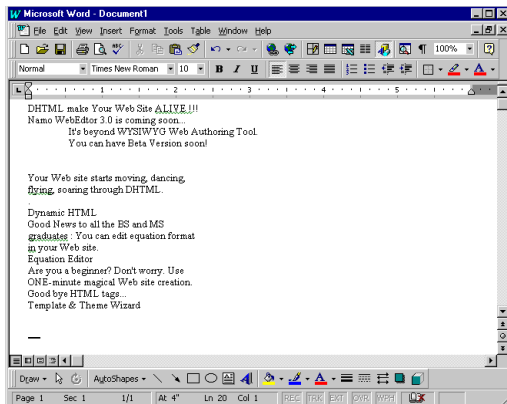 Microsoft Word - Document1
File Edit View Insert Format Tools Table Window Help
100%
Normal Times New Roman 10 B I U
1 2 3 4 5
DHTML make Your Web Site ALIVE !!!
Namo WebEdtor 3.0 is coming soon...
It's beyond WYSIWYG Web Authoring Tool.
You can have Beta Version soon!
Your Web site starts moving, dancing,
flying, soaring through DHTML.
.
Dynamic HTML
Good News to all the BS and MS
graduates : You can edit equation format
in your Web site.
Equation Editor
Are you a beginner? Don't worry. Use
ONE-minute magical Web site creation.
Good bye HTML tags...
Template & Theme Wizard
Draw AutoShapes
Page 1 Sec 1 1/1 At 4" Ln 20 Col 1 REC TRK EXT OVR WPH